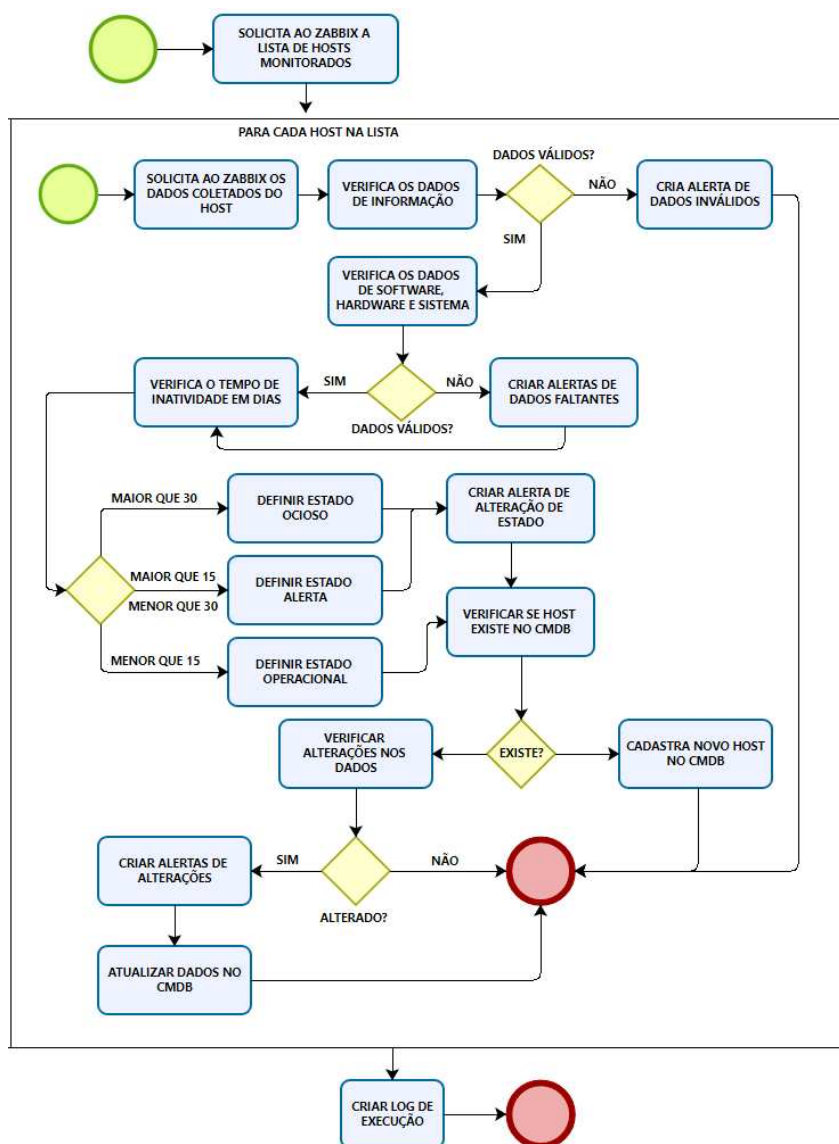 SOLICITA AO ZABBIX A
LISTA DE HOSTS
MONITORADOS
PARA CADA HOST NA LISTA
SOLICITA AO ZABBIX OS
DADOS COLETADOS DO
HOST
VERIFICA OS DADOS
DE INFORMAÇÃO
DADOS VÁLIDOS?
NÃO
CRIA ALERTA DE
DADOS INVÁLIDOS
SIM
VERIFICA OS DADOS
DE SOFTWARE,
HARDWARE E SISTEMA
VERIFICA O TEMPO DE
INATIVIDADE EM DIAS
SIM
NÃO
CRIAR ALERTAS DE
DADOS FALTANTES
DADOS VÁLIDOS?
MAIOR QUE 30
DEFINIR ESTADO
OCIOSO
CRIAR ALERTA DE
ALTERAÇÃO DE
ESTADO
MAIOR QUE 15
MENOR QUE 30
DEFINIR ESTADO
ALERTA
VERIFICAR SE HOST
EXISTE NO CMDB
MENOR QUE 15
DEFINIR ESTADO
OPERACIONAL
VERIFICAR
ALTERAÇÕES NOS
DADOS
EXISTE?
CADASTRA NOVO HOST
NO CMDB
CRIAR ALERTAS DE
ALTERAÇÕES
SIM
NÃO
ALTERADO?
ATUALIZAR DADOS NO
CMDB
CRIAR LOG DE
EXECUÇÃO